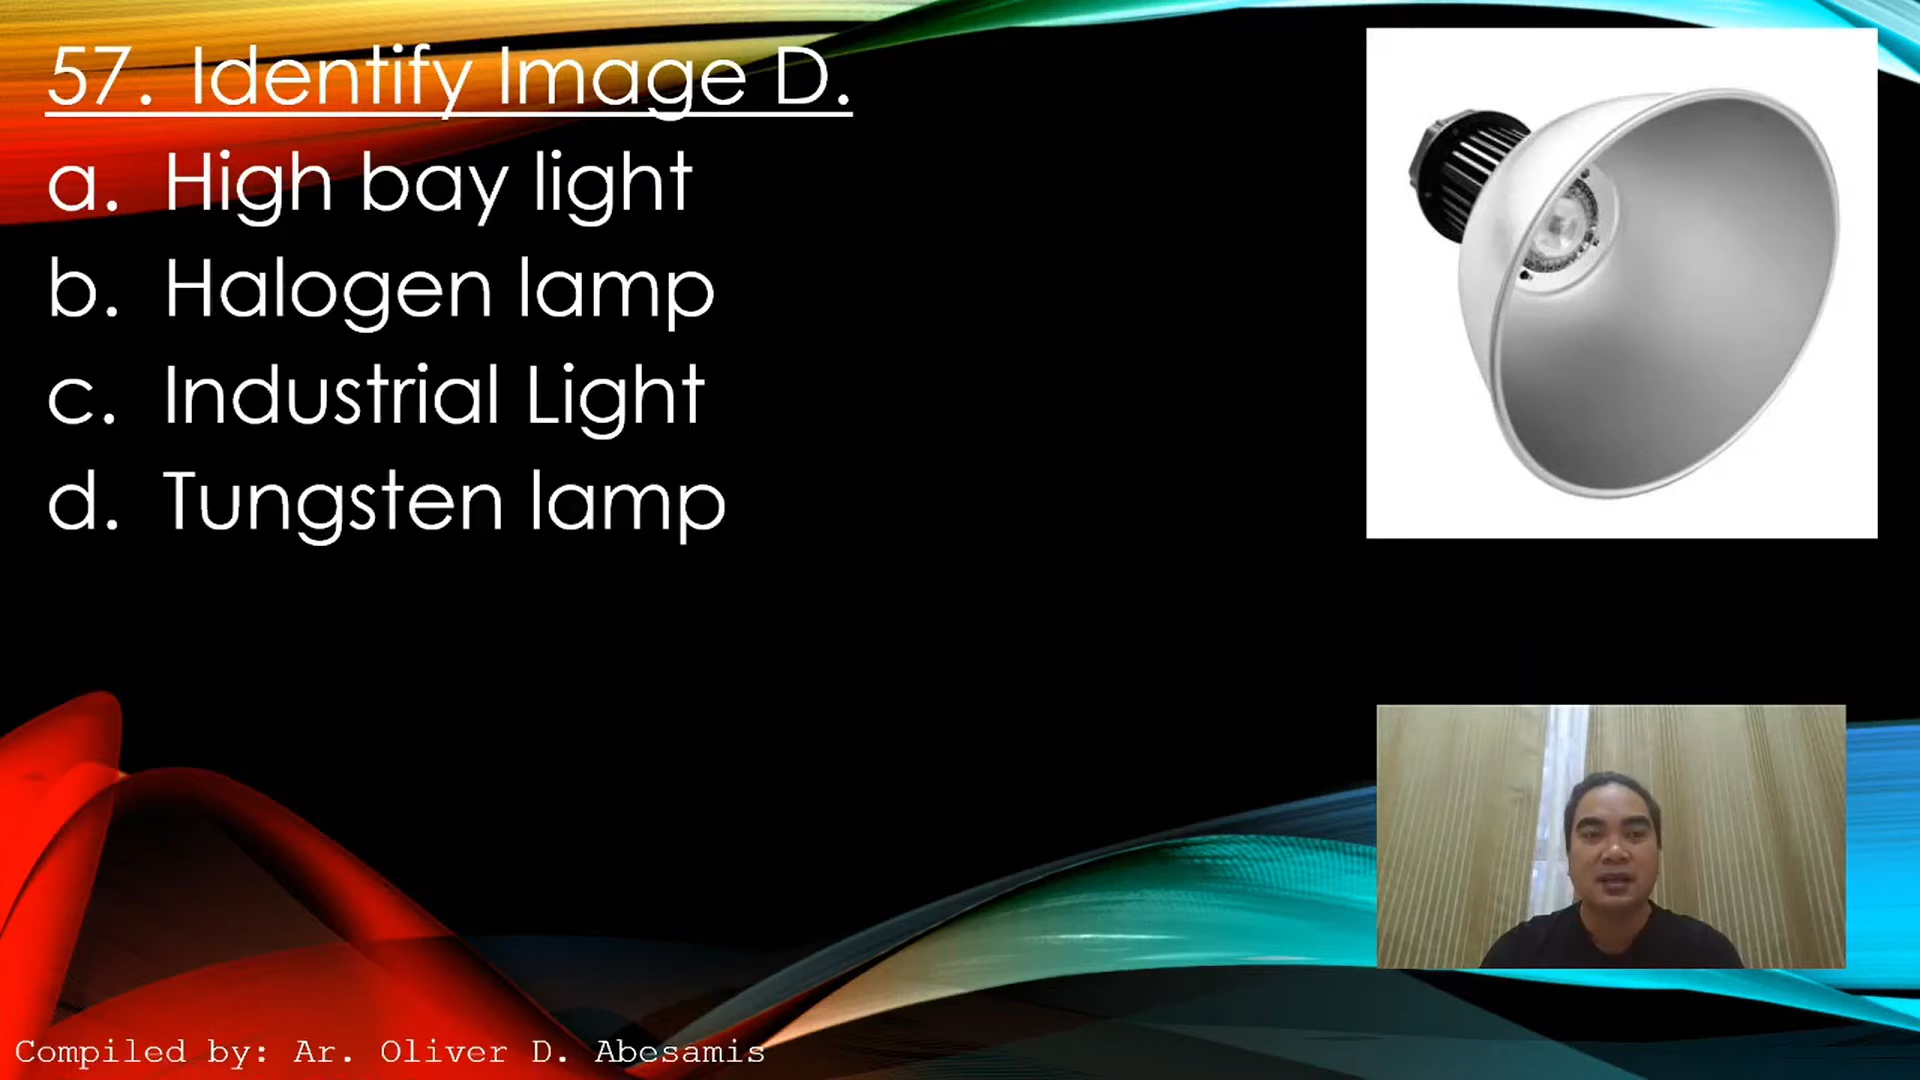 57. Identify Image D.
a. High bay light
b. Halogen lamp
c. Industrial Light
d. Tungsten lamp
Compiled by: Ar. Oliver D. Abesamis